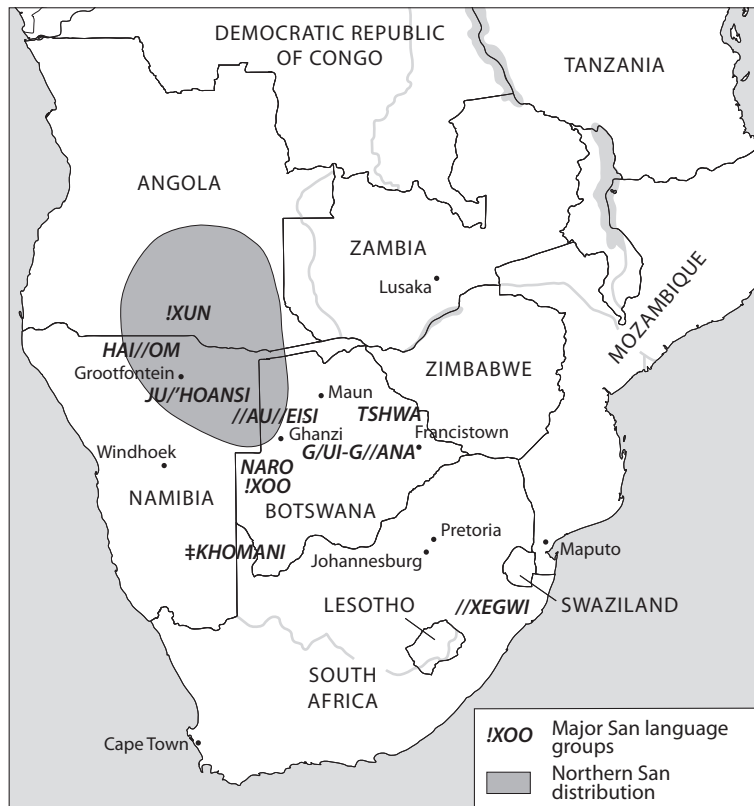 DEMOCRATIC REPUBLIC
OF CONGO
TANZANIA
ANGOLA
ZAMBIA
Lusaka
MOZAMBIQUE
!XUN
HAI//OM
Grootfontein
JU/’HOANSI
ZIMBABWE
Maun
//AU//EISI
TSHWA
Ghanzi
Francistown
G/UI-G//ANA
Windhoek
NARO
!XOO
NAMIBIA
BOTSWANA
‡KHOMANI
Pretoria
Johannesburg
Maputo
LESOTHO
//XEGWI
SWAZILAND
SOUTH
AFRICA
Cape Town
!XOO Major San language
groups
Northern San
distribution